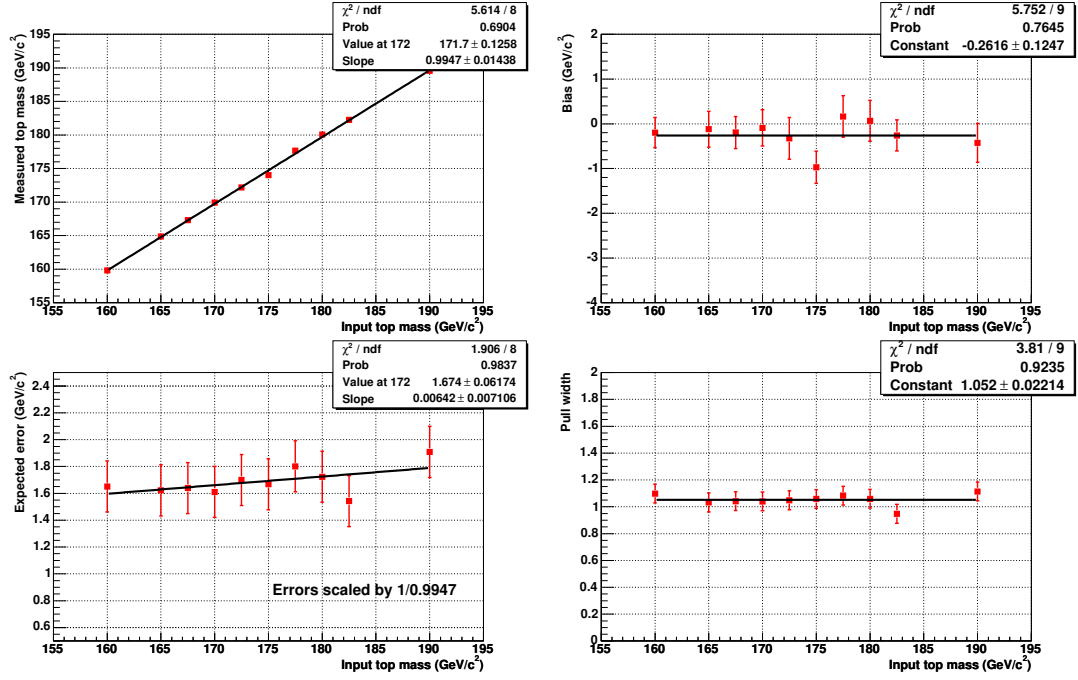 χ² / ndf 5.614 / 8
Prob 0.6904
Value at 172 171.7 ± 0.1258
Slope 0.9947 ± 0.01438
Measured top mass (GeV/c²)
195
190
185
180
175
170
165
160
155
155 160 165 170 175 180 185 190 195
Input top mass (GeV/c²)
χ² / ndf 5.752 / 9
Prob 0.7645
Constant -0.2616 ± 0.1247
Bias (GeV/c²)
2
1
0
-1
-2
-3
-4
155 160 165 170 175 180 185 190 195
Input top mass (GeV/c²)
χ² / ndf 1.906 / 8
Prob 0.9837
Value at 172 1.674 ± 0.06174
Slope 0.00642 ± 0.007106
Expected error (GeV/c²)
2.4
2.2
2
1.8
1.6
1.4
1.2
1
0.8
0.6
Errors scaled by 1/0.9947
155 160 165 170 175 180 185 190 195
Input top mass (GeV/c²)
χ² / ndf 3.81 / 9
Prob 0.9235
Constant 1.052 ± 0.02214
Pull width
2
1.8
1.6
1.4
1.2
1
0.8
0.6
0.4
0.2
0
155 160 165 170 175 180 185 190 195
Input top mass (GeV/c²)